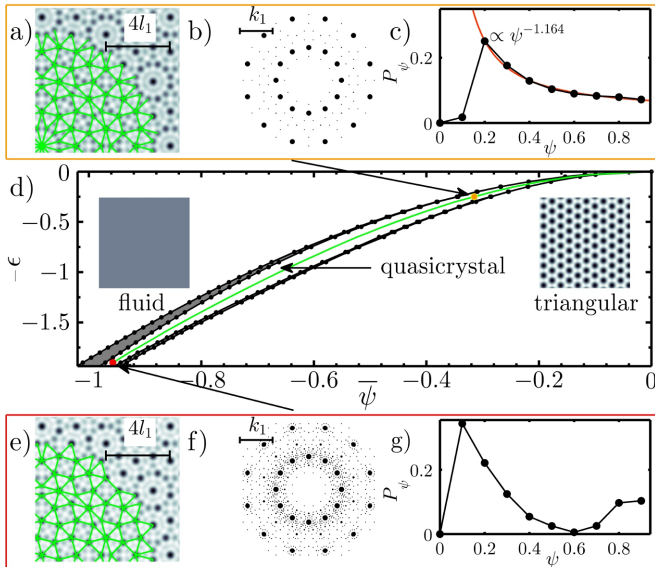 a)
4l₁
b)
k₁
c)
P_ψ
∝ ψ^−1.164
0.2
0
0
0.2
0.4
0.6
0.8
ψ
d)
0
−0.5
−1
−1.5
−ϵ
fluid
quasicrystal
triangular
−1
−0.8
−0.6
−0.4
−0.2
0
ψ̅
e)
4l₁
f)
k₁
g)
P_ψ
0.2
0
0
0.2
0.4
0.6
0.8
ψ